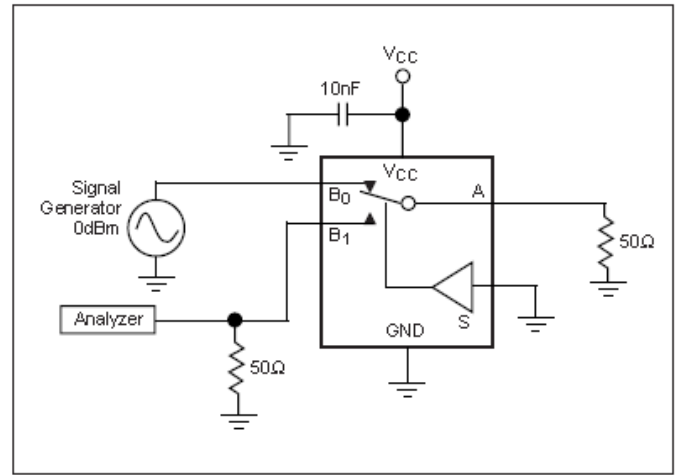 VCC
10nF
Signal
Generator
0dBm
VCC
B0
A
B1
50Ω
Analyzer
S
GND
50Ω